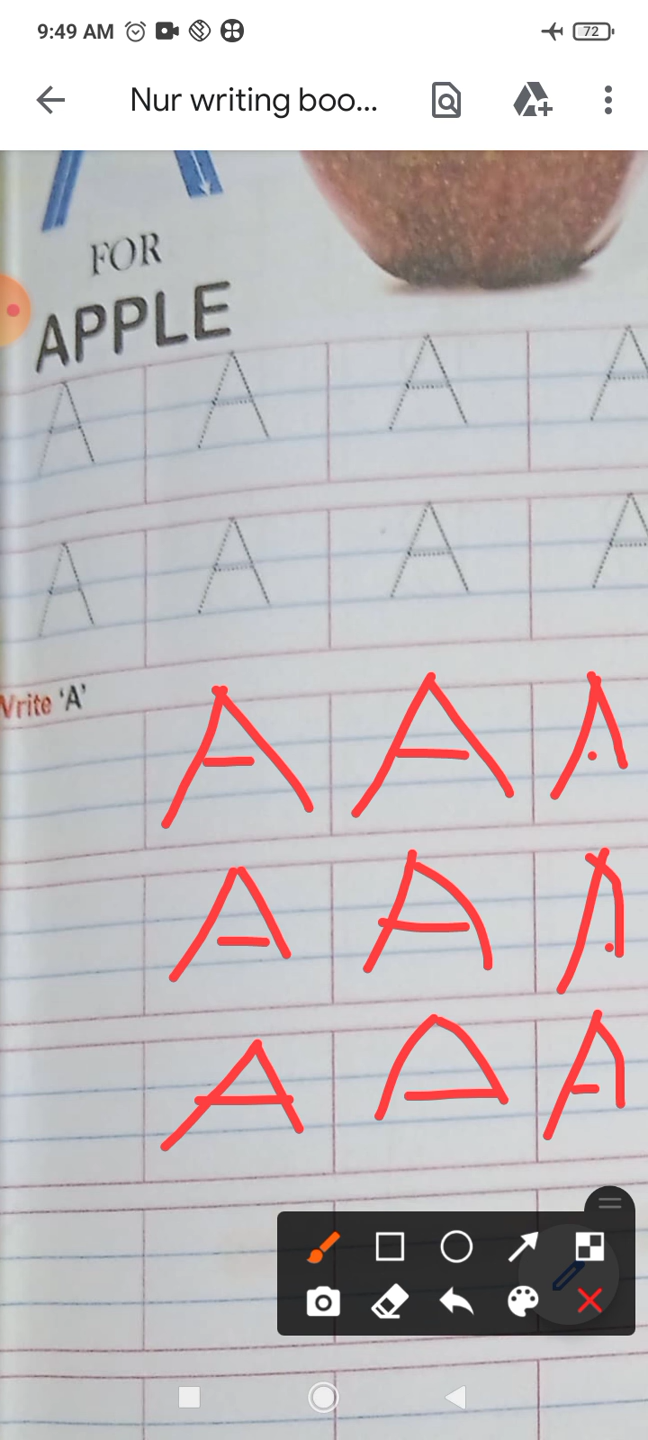 9:49 AM 72
Nur writing boo...
FOR
APPLE
A A A A
A A A A
Write 'A'
A A A
A A A
A A A